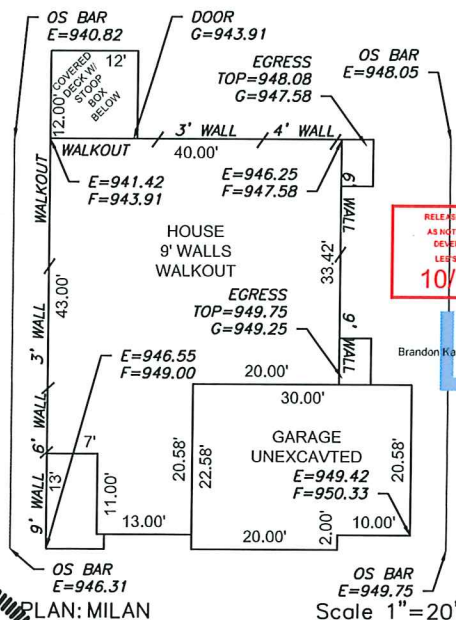 OS BAR
E=940.82
DOOR
G=943.91
12'
COVERED
DECK W/
STOOP
BOX
BELOW
12.00'
EGRESS
TOP=948.08
G=947.58
OS BAR
E=948.05
WALKOUT
3' WALL
4' WALL
40.00'
WALKOUT
E=941.42
F=943.91
E=946.25
F=947.58
6' WALL
HOUSE
9' WALLS
WALKOUT
33.42'
43.00'
3' WALL
EGRESS
TOP=949.75
G=949.25
9' WALL
E=946.55
F=949.00
20.00'
30.00'
6' WALL
7'
9' WALL
13'
11.00'
20.58'
22.58'
GARAGE
UNEXCAVTED
E=949.42
F=950.33
20.58'
13.00'
20.00'
2.00'
10.00'
OS BAR
E=946.31
OS BAR
E=949.75
PLAN: MILAN
Scale 1"=20'
AS NOT
10/
Brandon Ka